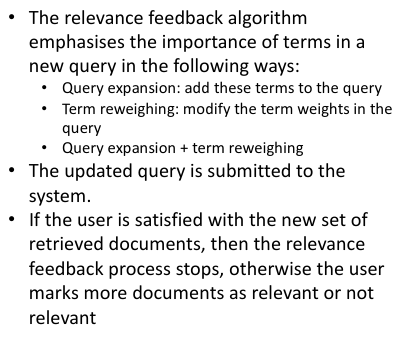 • The relevance feedback algorithm
emphasises the importance of terms in a
new query in the following ways:
• Query expansion: add these terms to the query
• Term reweighing: modify the term weights in the
query
• Query expansion + term reweighing
• The updated query is submitted to the
system.
• If the user is satisfied with the new set of
retrieved documents, then the relevance
feedback process stops, otherwise the user
marks more documents as relevant or not
relevant